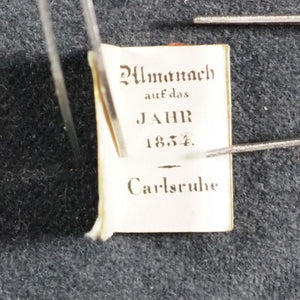 Almanach
auf das
JAHR
1834.
Carlsruhe